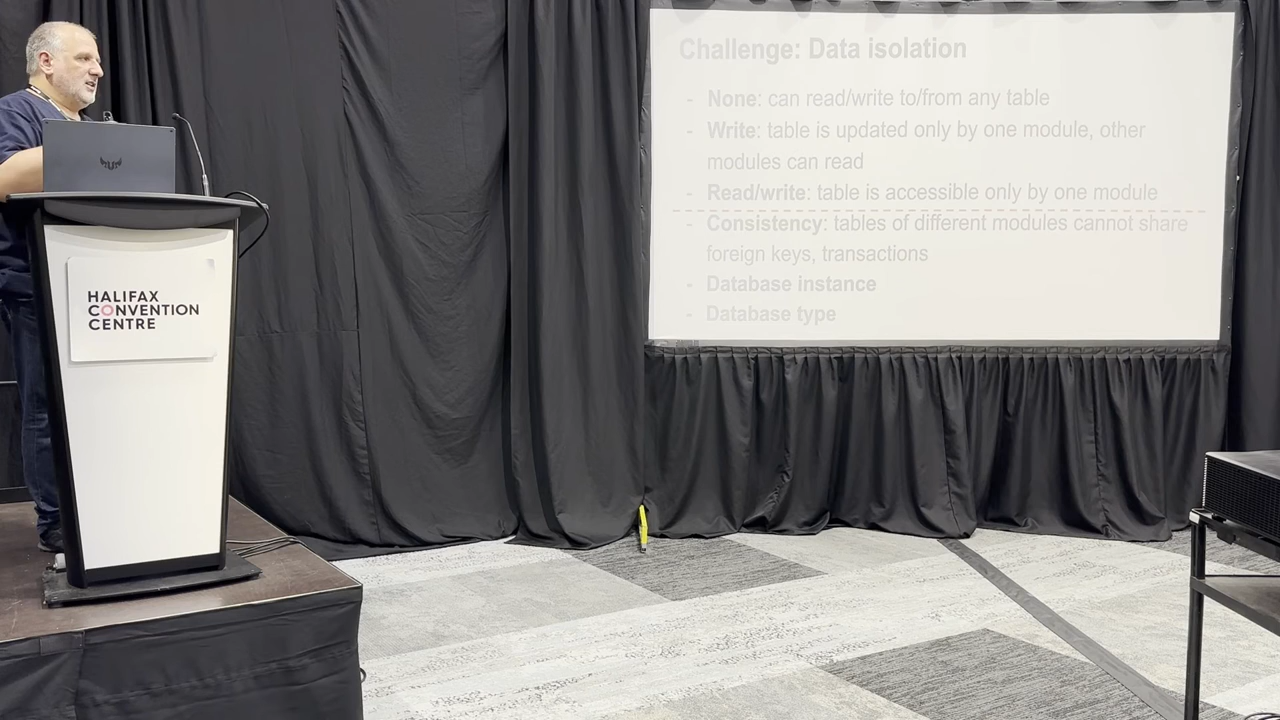 Challenge: Data isolation
- None: can read/write to/from any table
- Write: table is updated only by one module, other
modules can read
- Read/write: table is accessible only by one module
- Consistency: tables of different modules cannot share
foreign keys, transactions
- Database instance
- Database type
HALIFAX
CONVENTION
CENTRE